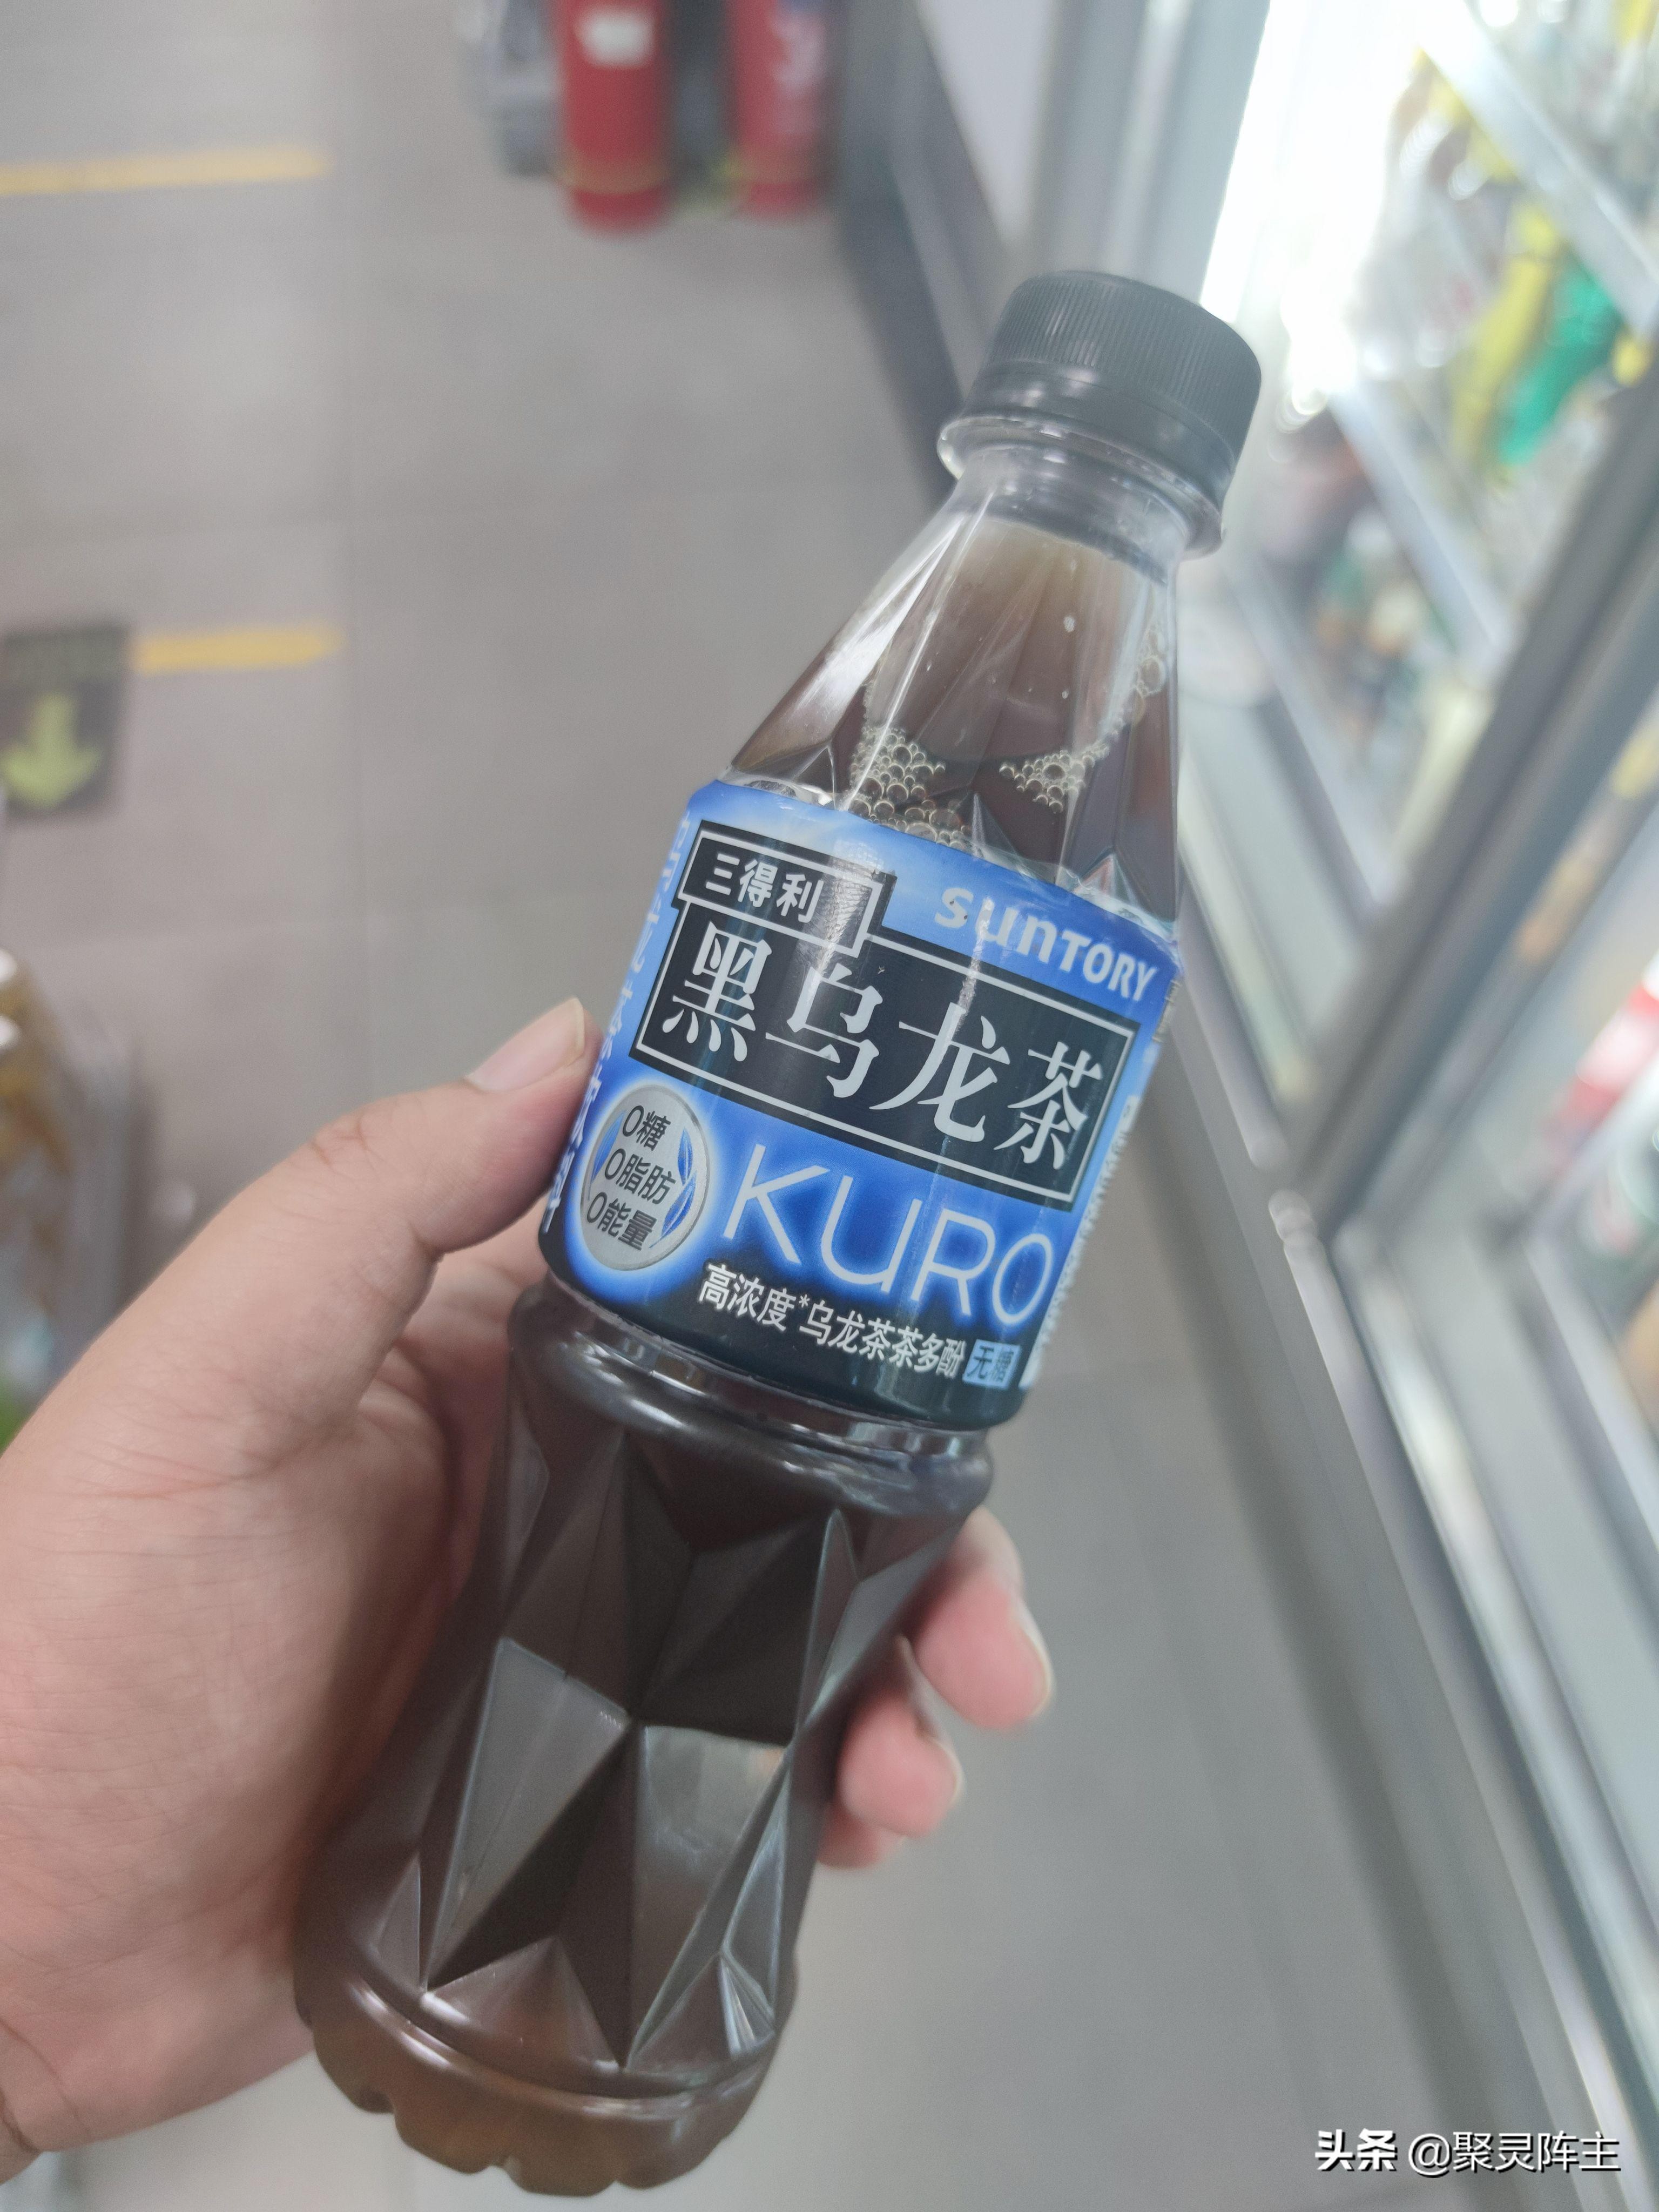 三得利
SUNTORY
黑乌龙茶
0糖
0脂肪
0能量
KURO
高浓度*乌龙茶茶多酚 无糖
头条 @聚灵阵主